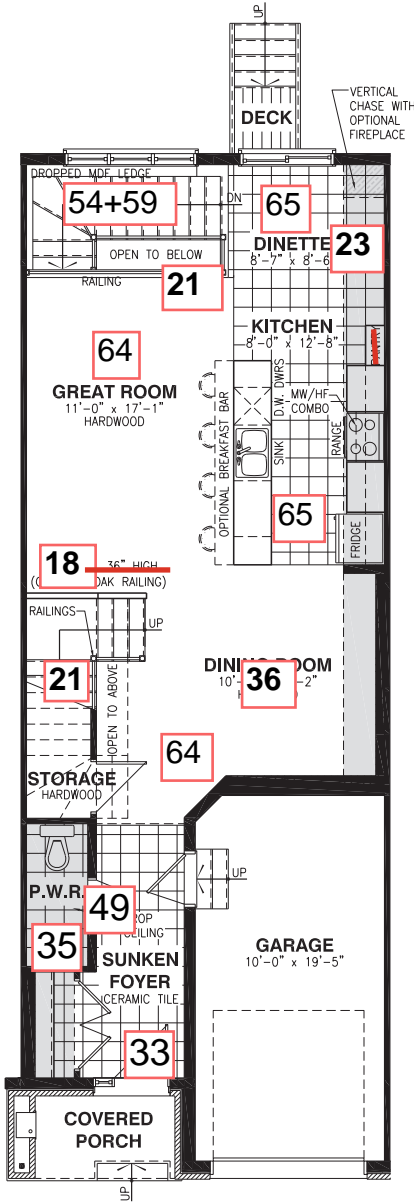 UP
DECK
VERTICAL
CHASE WITH
OPTIONAL
FIREPLACE
DROPPED MDF LEDGE
54+59
DN
65
DINETTE
8'-7" x 8'-6
23
OPEN TO BELOW
RAILING
21
KITCHEN
8'-0" x 12'-8"
PANTRY
64
GREAT ROOM
11'-0" x 17'-1"
HARDWOOD
OPTIONAL BREAKFAST BAR
D.W. DWRS
SINK
MW/HF
COMBO
RANGE
65
FRIDGE
18
36" HIGH
OAK RAILING)
RAILINGS
UP
21
OPEN TO ABOVE
DINING ROOM
10'- -2"
36
64
STORAGE
HARDWOOD
P.W.R.
49
CEILING
UP
35
SUNKEN
FOYER
CERAMIC TILE
GARAGE
10'-0" x 19'-5"
33
COVERED
PORCH
UP